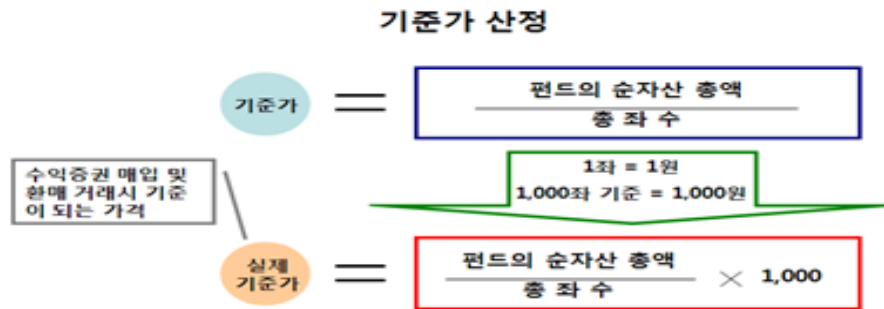 기준가 산정
기준가
펀드의 순자산 총액
총 좌 수
1좌 = 1원
1,000좌 기준 = 1,000원
수익증권 매입 및
환매 거래시 기준
이 되는 가격
실제
기준가
펀드의 순자산 총액
총 좌 수
× 1,000